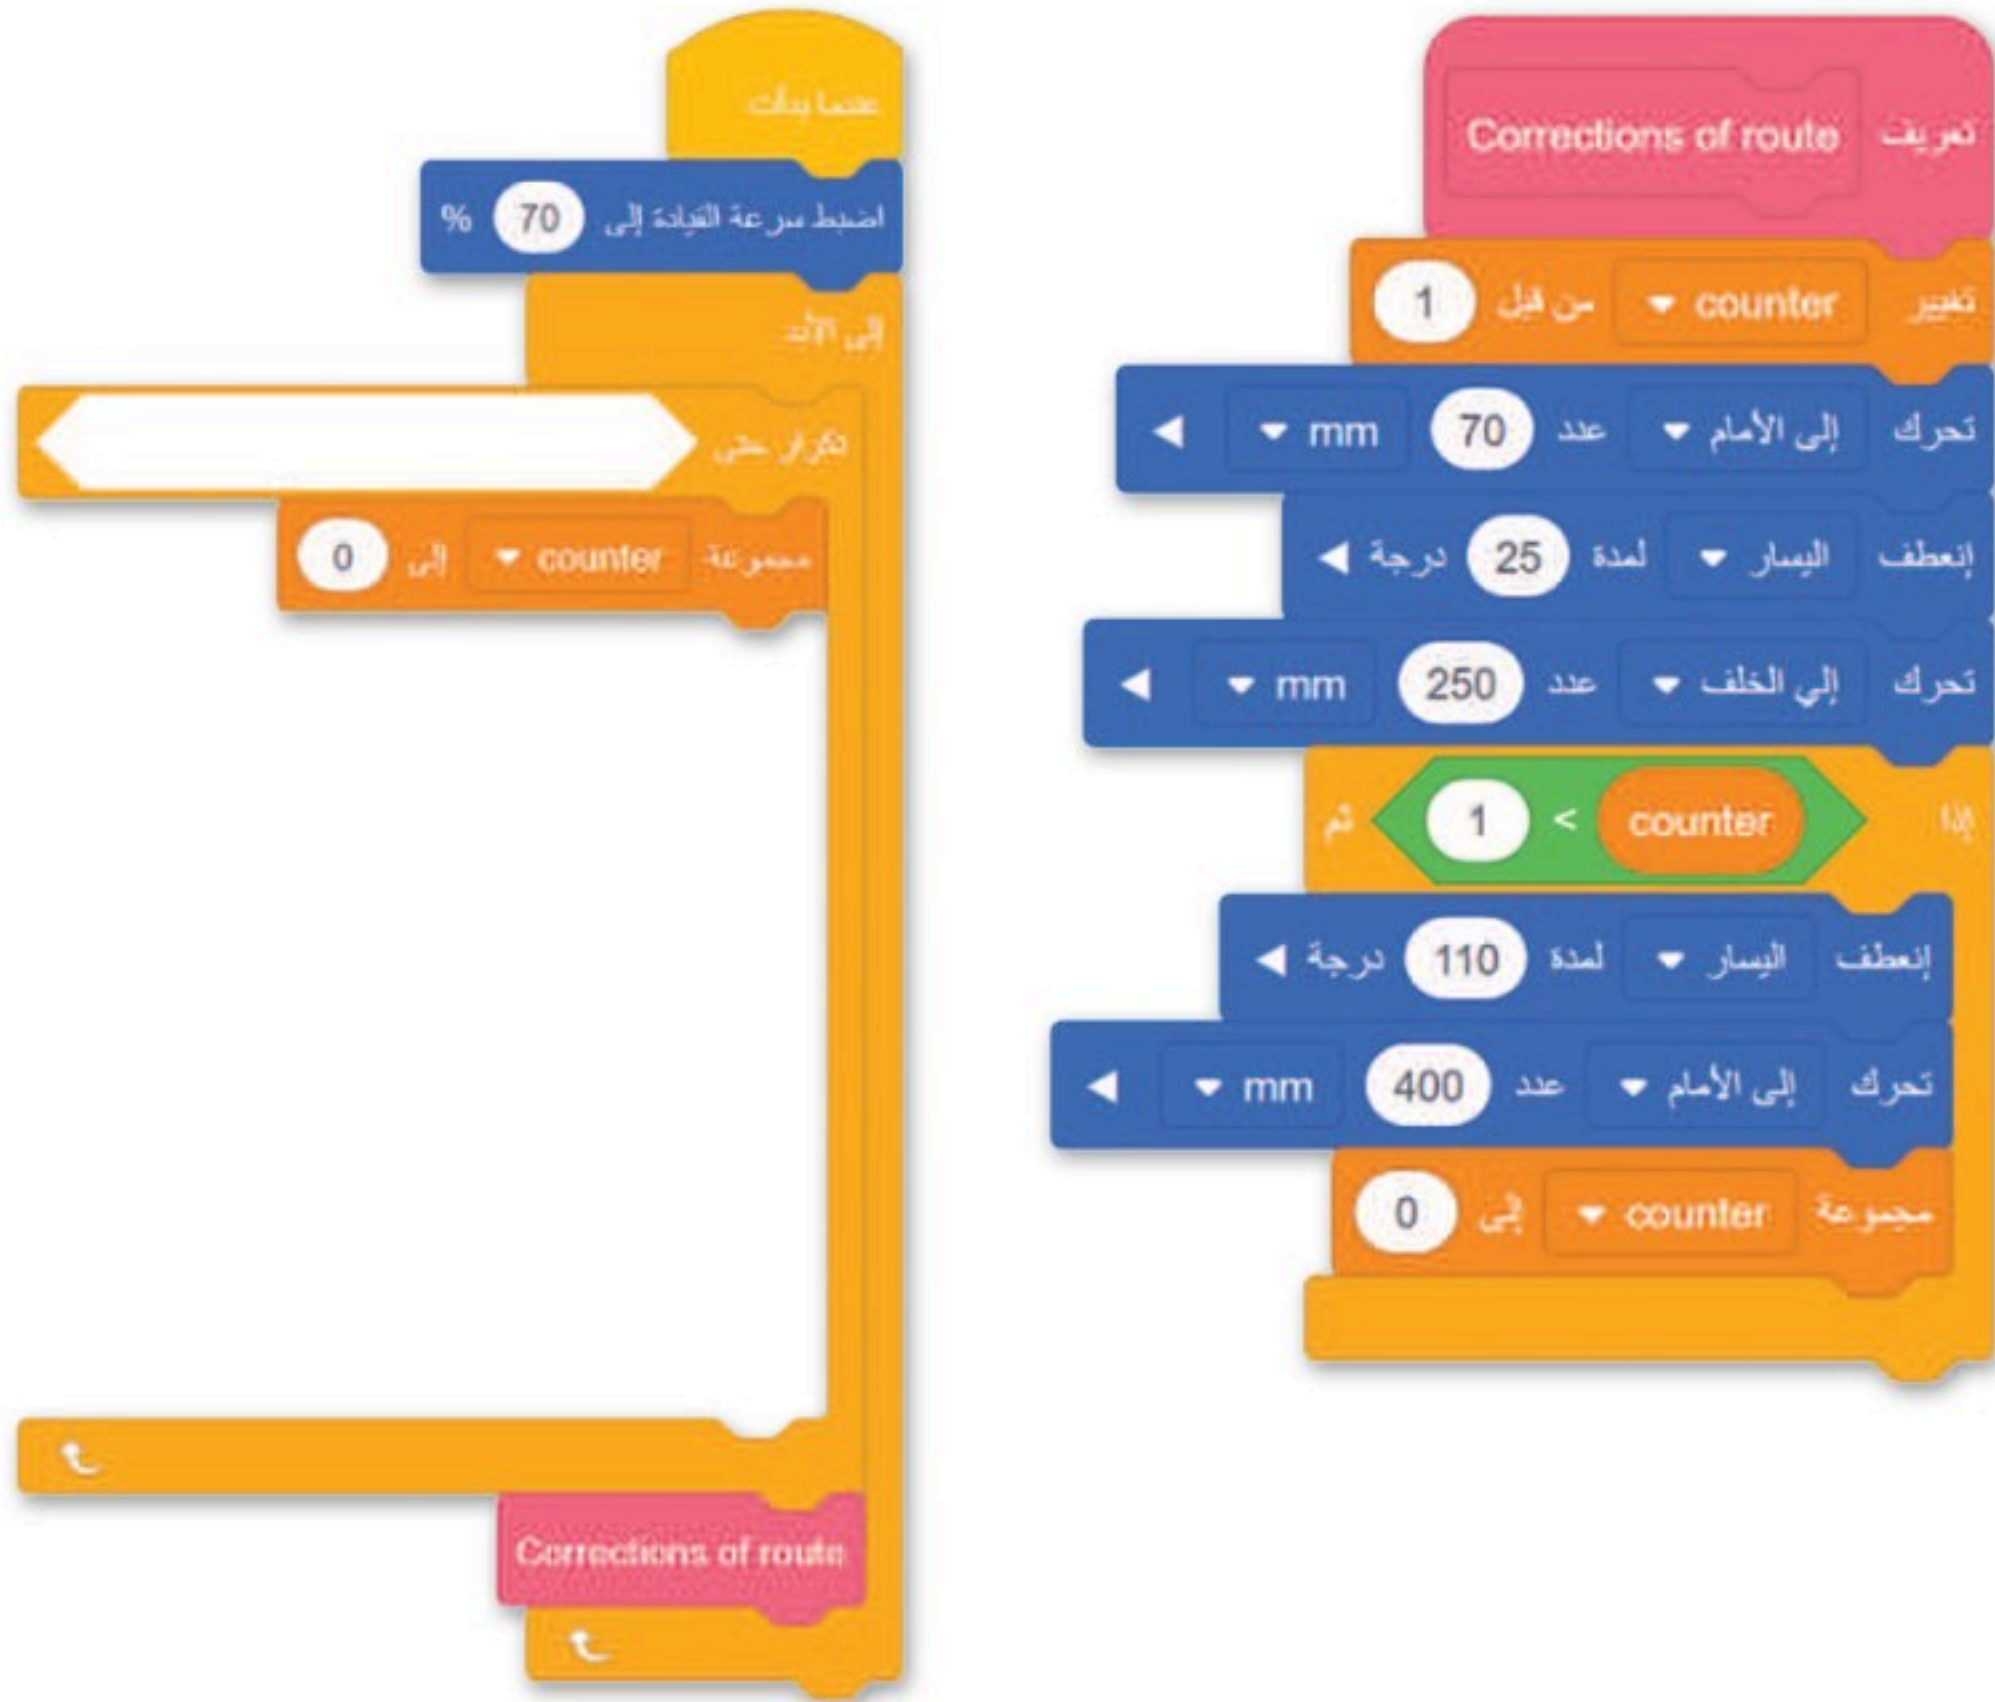 تعريف Corrections of route
تغيير counter من قبل 1
تحرك إلى الأمام عدد 70 mm
إنعطف اليسار لمدة 25 درجة
تحرك إلي الخلف عدد 250 mm
إذا counter < 1 ثم
إنعطف اليسار لمدة 110 درجة
تحرك إلى الأمام عدد 400 mm
مجموعة counter إلى 0
عندما بدأت
اضبط سرعة القيادة إلى 70 %
إلى الأبد
تكرار حتى
مجموعة counter إلى 0
Corrections of route